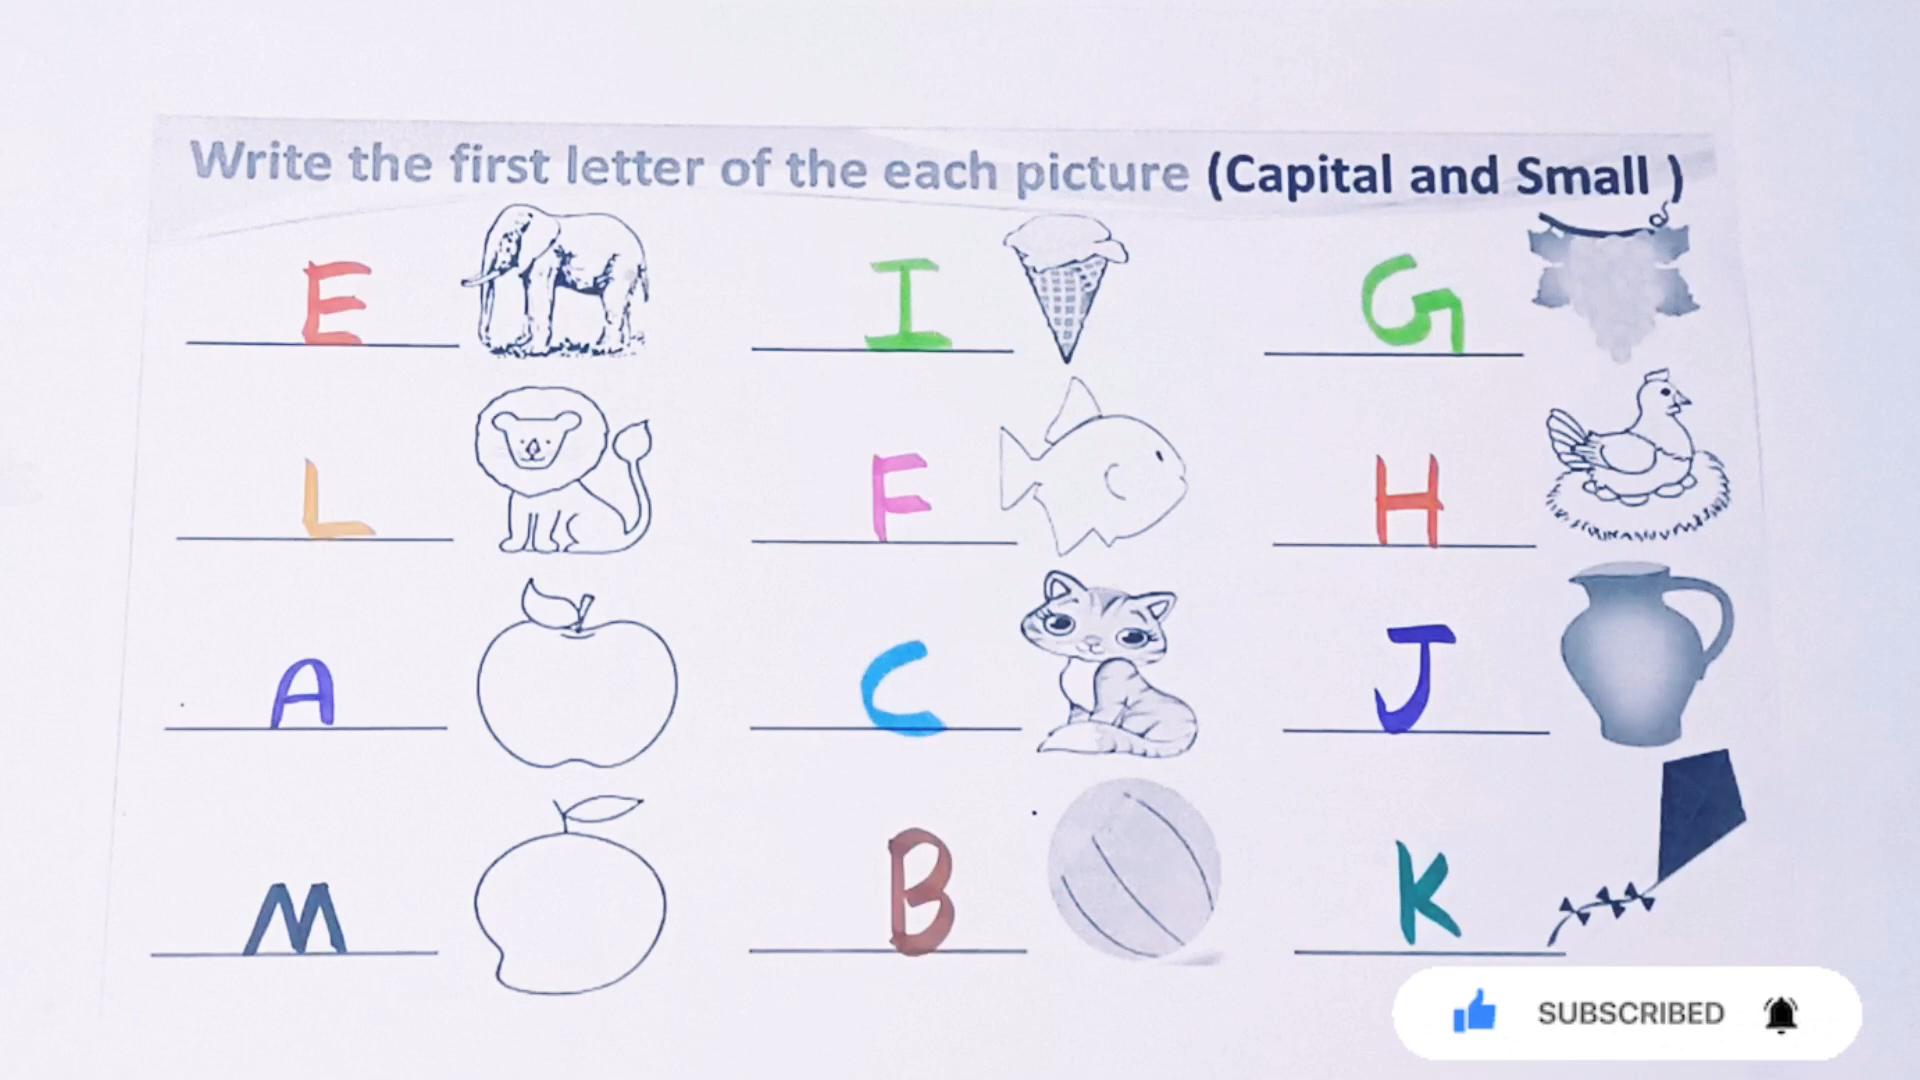 Write the first letter of the each picture (Capital and Small )
E I G
L F H
A C J
M B K
SUBSCRIBED